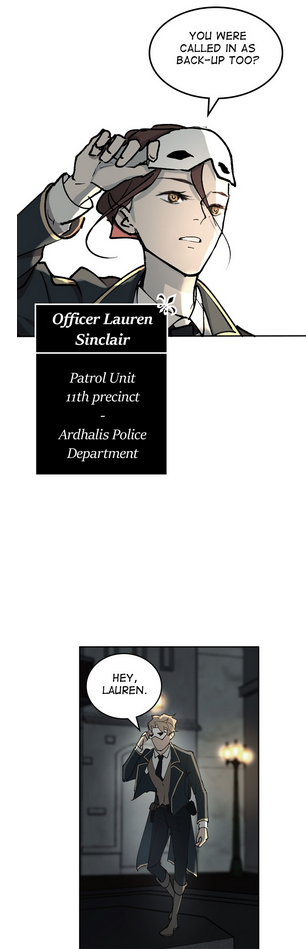 YOU WERE
CALLED IN AS
BACK-UP TOO?
Officer Lauren
Sinclair
Patrol Unit
11th precinct
-
Ardhalis Police
Department
HEY,
LAUREN.